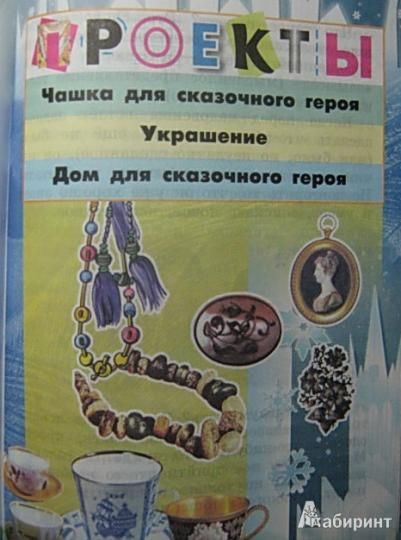 ПРОЕКТЫ
Чашка для сказочного героя
Украшение
Дом для сказочного героя
Лабиринт